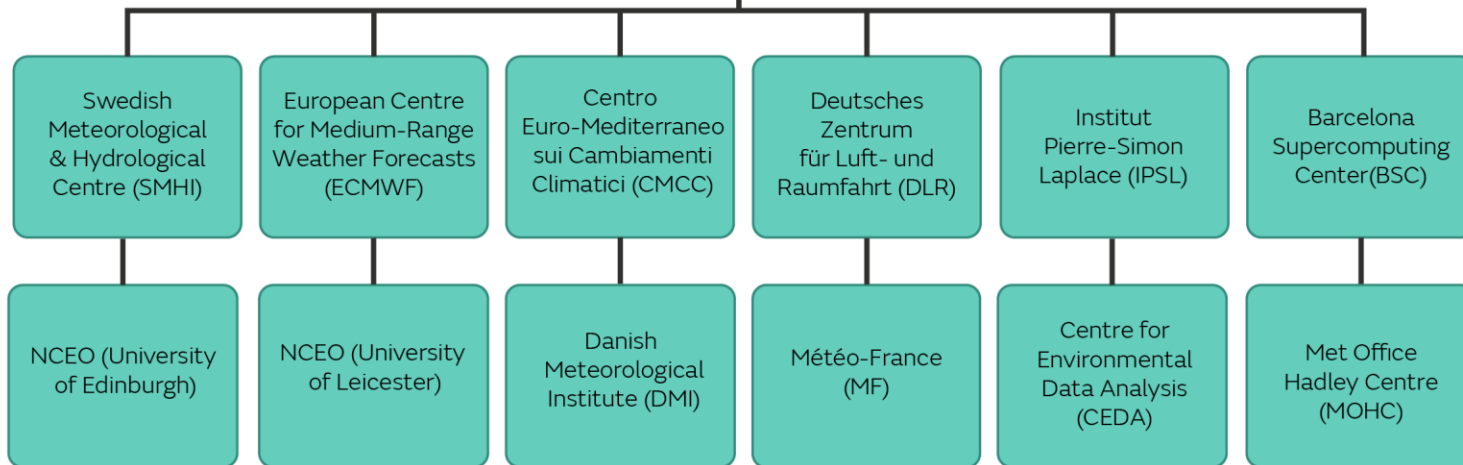 Swedish
Meteorological
& Hydrological
Centre (SMHI)
European Centre
for Medium-Range
Weather Forecasts
(ECMWF)
Centro
Euro-Mediterraneo
sui Cambiamenti
Climatici (CMCC)
Deutsches
Zentrum
für Luft- und
Raumfahrt (DLR)
Institut
Pierre-Simon
Laplace (IPSL)
Barcelona
Supercomputing
Center(BSC)
NCEO (University
of Edinburgh)
NCEO (University
of Leicester)
Danish
Meteorological
Institute (DMI)
Météo-France
(MF)
Centre for
Environmental
Data Analysis
(CEDA)
Met Office
Hadley Centre
(MOHC)